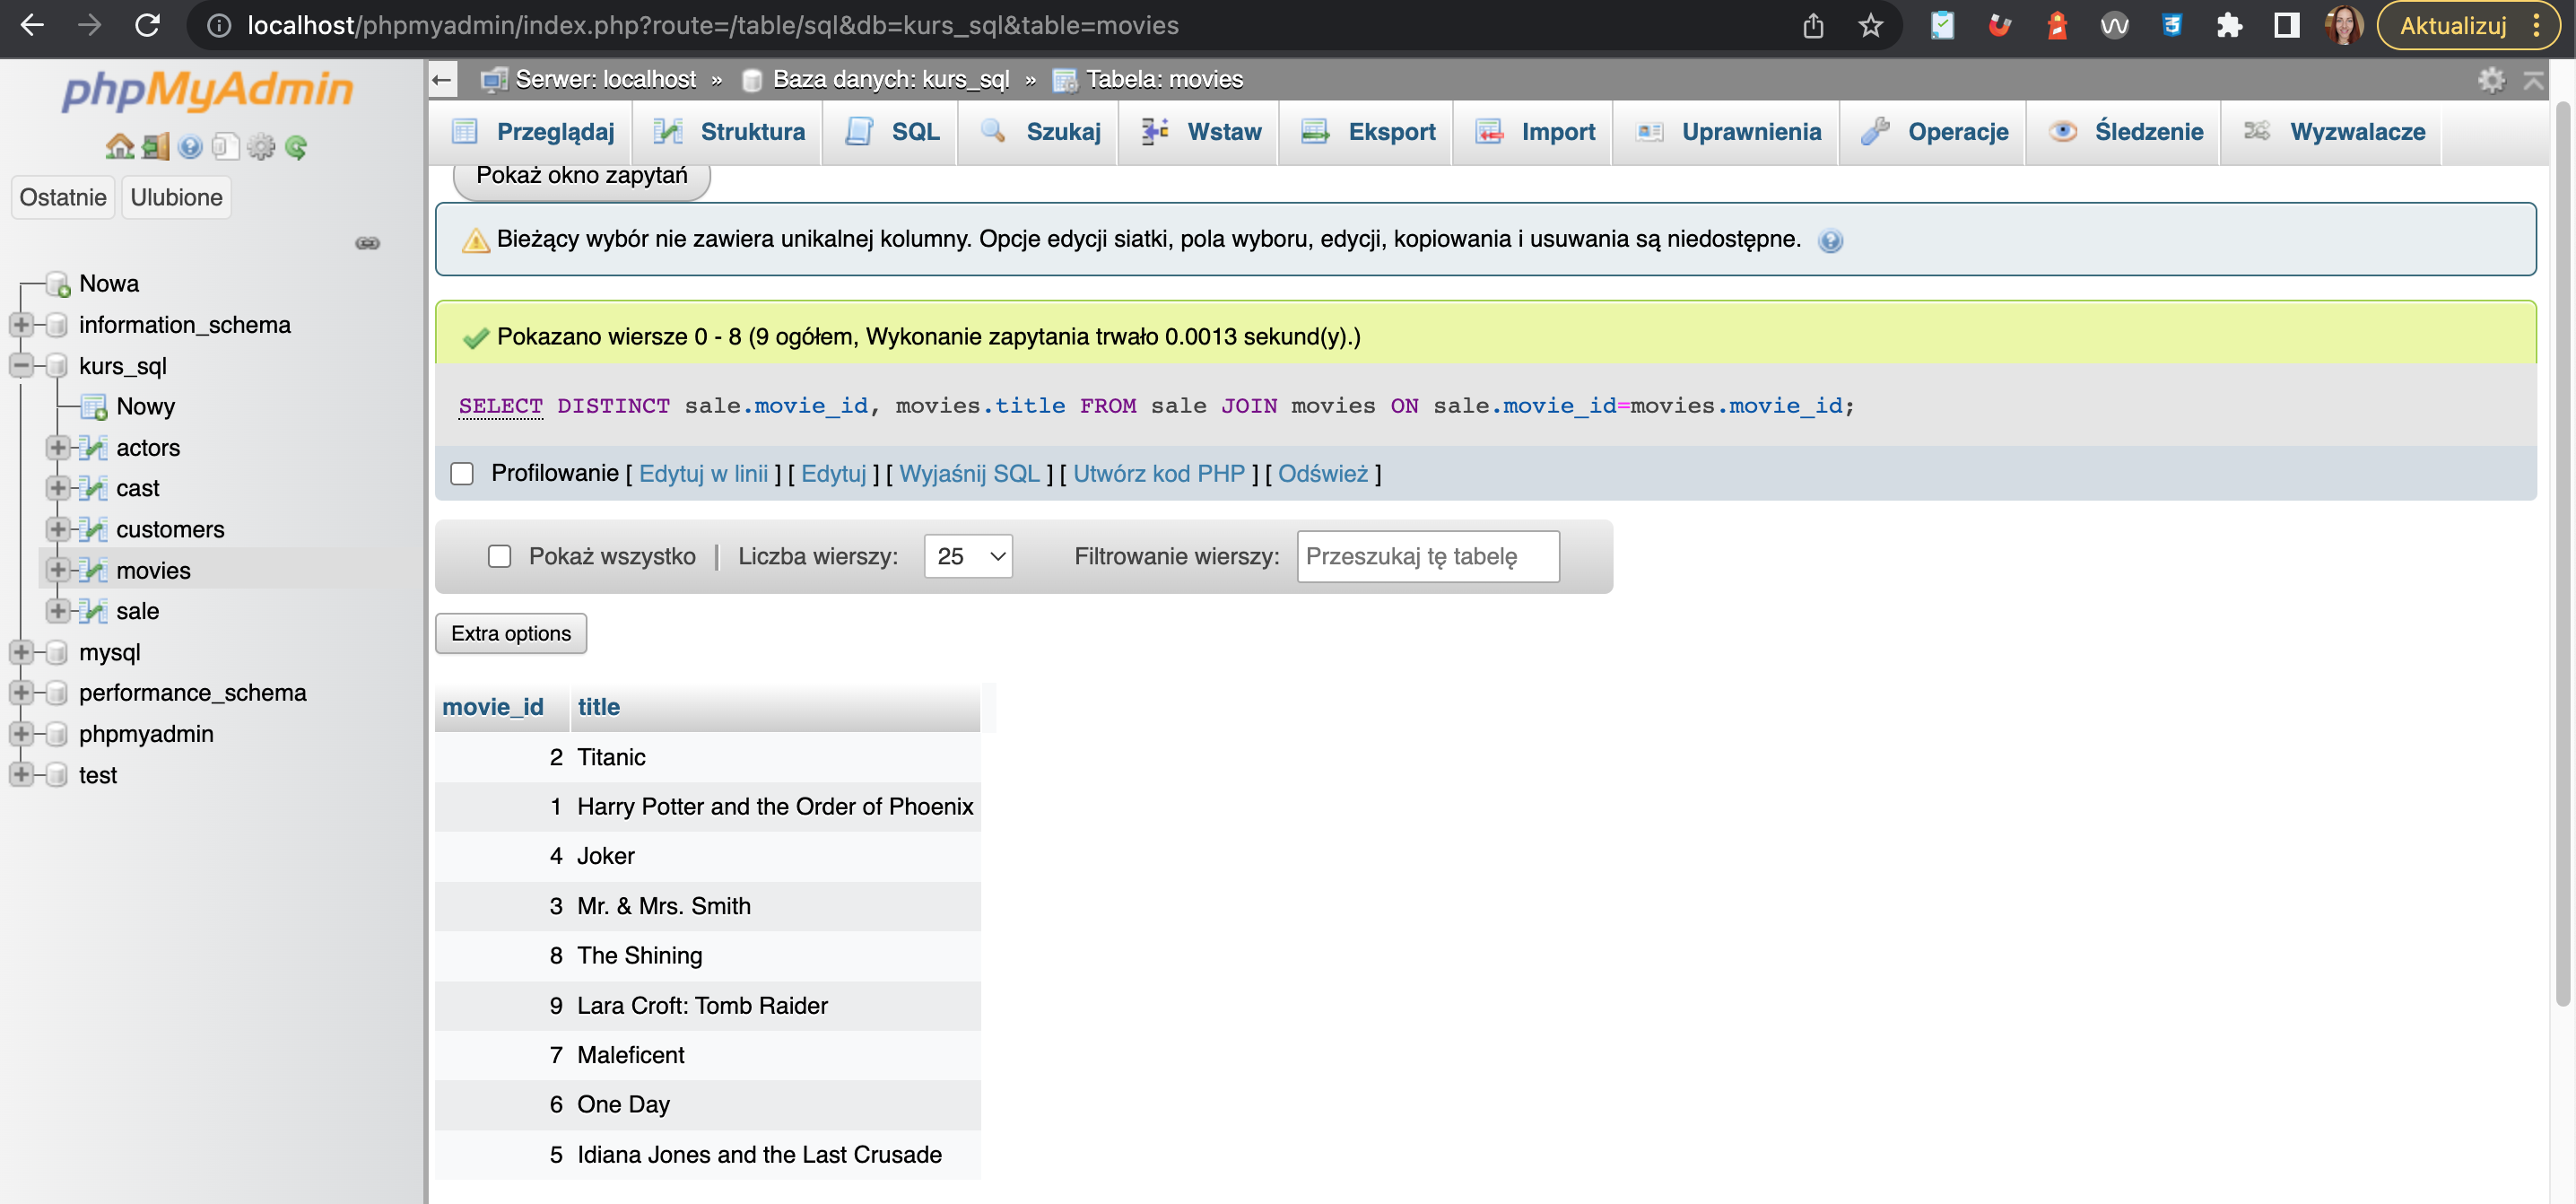 localhost/phpmyadmin/index.php?route=/table/sql&db=kurs_sql&table=movies
Aktualizuj
phpMyAdmin
Ostatnie Ulubione
Nowa
information_schema
kurs_sql
Nowy
actors
cast
customers
movies
sale
mysql
performance_schema
phpmyadmin
test
Serwer: localhost » Baza danych: kurs_sql » Tabela: movies
Przeglądaj Struktura SQL Szukaj Wstaw Eksport Import Uprawnienia Operacje Śledzenie Wyzwalacze
Pokaż okno zapytań
Bieżący wybór nie zawiera unikalnej kolumny. Opcje edycji siatki, pola wyboru, edycji, kopiowania i usuwania są niedostępne.
Pokazano wiersze 0 - 8 (9 ogółem, Wykonanie zapytania trwało 0.0013 sekund(y).)
SELECT DISTINCT sale.movie_id, movies.title FROM sale JOIN movies ON sale.movie_id=movies.movie_id;
Profilowanie [ Edytuj w linii ] [ Edytuj ] [ Wyjaśnij SQL ] [ Utwórz kod PHP ] [ Odśwież ]
Pokaż wszystko | Liczba wierszy: 25 Filtrowanie wierszy: Przeszukaj tę tabelę
Extra options
movie_id title
2 Titanic
1 Harry Potter and the Order of Phoenix
4 Joker
3 Mr. & Mrs. Smith
8 The Shining
9 Lara Croft: Tomb Raider
7 Maleficent
6 One Day
5 Idiana Jones and the Last Crusade